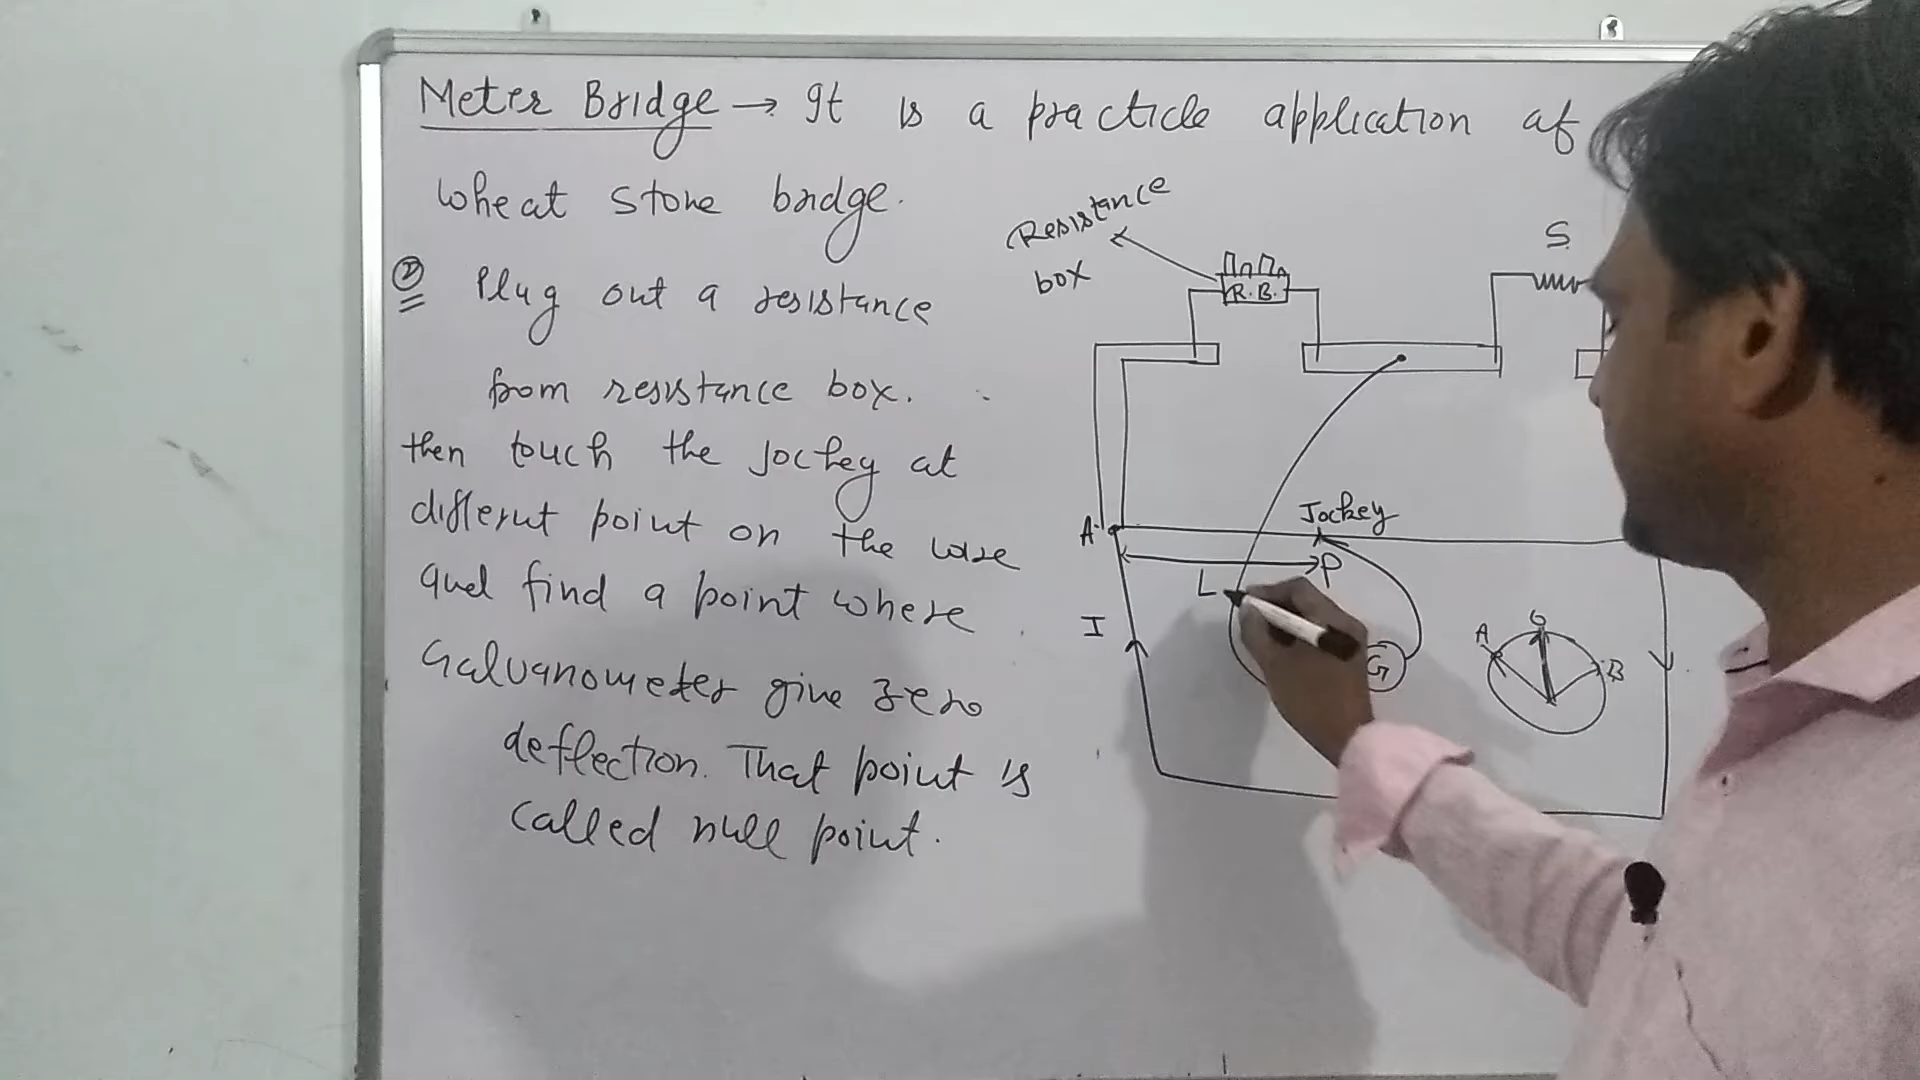 Meter Bridge → It is a practicle application of
wheat stone bridge.
② Plug out a resistance
from resistance box.
then touch the Jockey at
differnt point on the wire
and find a point where
Galvanometer give zero
deflection. That point is
called null point.
Resistance
box
R.B.
S
A
Jockey
P
L
I
G
A
G
B